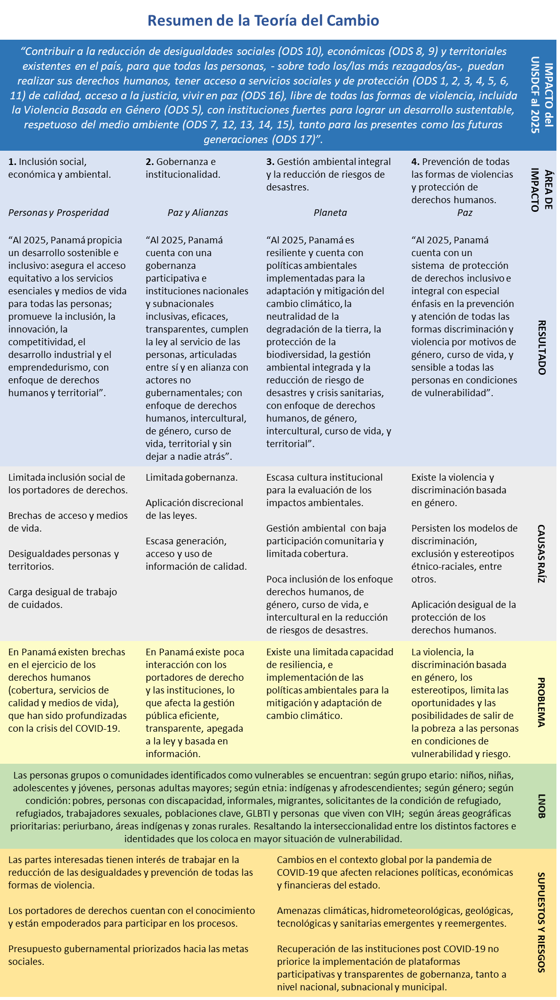 Resumen de la Teoría del Cambio
“Contribuir a la reducción de desigualdades sociales (ODS 10), económicas (ODS 8, 9) y territoriales
existentes en el país, para que todas las personas, - sobre todo los/las más rezagados/as-, puedan
realizar sus derechos humanos, tener acceso a servicios sociales y de protección (ODS 1, 2, 3, 4, 5, 6,
11) de calidad, acceso a la justicia, vivir en paz (ODS 16), libre de todas las formas de violencia, incluida
la Violencia Basada en Género (ODS 5), con instituciones fuertes para lograr un desarrollo sustentable,
respetuoso del medio ambiente (ODS 7, 12, 13, 14, 15), tanto para las presentes como las futuras
generaciones (ODS 17)”.
IMPACTO del
UNSDCF al 2025
1. Inclusión social,
económica y ambiental.
Personas y Prosperidad
2. Gobernanza e
institucionalidad.
Paz y Alianzas
3. Gestión ambiental integral
y la reducción de riesgos de
desastres.
Planeta
4. Prevención de todas
las formas de violencias
y protección de
derechos humanos.
Paz
ÁREA DE
IMPACTO
“Al 2025, Panamá propicia
un desarrollo sostenible e
inclusivo: asegura el acceso
equitativo a los servicios
esenciales y medios de vida
para todas las personas;
promueve la inclusión, la
innovación, la
competitividad, el
desarrollo industrial y el
emprendedurismo, con
enfoque de derechos
humanos y territorial”.
“Al 2025, Panamá
cuenta con una
gobernanza
participativa e
instituciones nacionales
y subnacionales
inclusivas, eficaces,
transparentes, cumplen
la ley al servicio de las
personas, articuladas
entre sí y en alianza con
actores no
gubernamentales; con
enfoque de derechos
humanos, intercultural,
de género, curso de
vida, territorial y sin
dejar a nadie atrás”.
“Al 2025, Panamá es
resiliente y cuenta con
políticas ambientales
implementadas para la
adaptación y mitigación del
cambio climático, la
neutralidad de la
degradación de la tierra, la
protección de la
biodiversidad, la gestión
ambiental integrada y la
reducción de riesgo de
desastres y crisis sanitarias,
con enfoque de derechos
humanos, de género,
intercultural, curso de vida, y
territorial”.
“Al 2025, Panamá
cuenta con un
sistema de protección
de derechos inclusivo e
integral con especial
énfasis en la prevención
y atención de todas las
formas discriminación y
violencia por motivos de
género, curso de vida, y
sensible a todas las
personas en condiciones
de vulnerabilidad”.
RESULTADO
Limitada inclusión social de
los portadores de derechos.
Brechas de acceso y medios
de vida.
Desigualdades personas y
territorios.
Carga desigual de trabajo
de cuidados.
Limitada gobernanza.
Aplicación discrecional
de las leyes.
Escasa generación,
acceso y uso de
información de calidad.
Escasa cultura institucional
para la evaluación de los
impactos ambientales.
Gestión ambiental con baja
participación comunitaria y
limitada cobertura.
Poca inclusión de los enfoque
derechos humanos, de
género, curso de vida, e
intercultural en la reducción
de riesgos de desastres.
Existe la violencia y
discriminación basada
en género.
Persisten los modelos de
discriminación,
exclusión y estereotipos
étnico-raciales, entre
otros.
Aplicación desigual de la
protección de los
derechos humanos.
CAUSAS RAÍZ
En Panamá existen brechas
en el ejercicio de los
derechos humanos
(cobertura, servicios de
calidad y medios de vida),
que han sido profundizadas
con la crisis del COVID-19.
En Panamá existe poca
interacción con los
portadores de derecho
y las instituciones, lo
que afecta la gestión
pública eficiente,
transparente, apegada
a la ley y basada en
información.
Existe una limitada capacidad
de resiliencia, e
implementación de las
políticas ambientales para la
mitigación y adaptación de
cambio climático.
La violencia, la
discriminación basada
en género, los
estereotipos, limita las
oportunidades y las
posibilidades de salir de
la pobreza a las personas
en condiciones de
vulnerabilidad y riesgo.
PROBLEMA
Las personas grupos o comunidades identificados como vulnerables se encuentran: según grupo etario: niños, niñas,
adolescentes y jóvenes, personas adultas mayores; según etnia: indígenas y afrodescendientes; según género; según
condición: pobres, personas con discapacidad, informales, migrantes, solicitantes de la condición de refugiado,
refugiados, trabajadores sexuales, poblaciones clave, GLBTI y personas que viven con VIH; según áreas geográficas
prioritarias: periurbano, áreas indígenas y zonas rurales. Resaltando la interseccionalidad entre los distintos factores e
identidades que los coloca en mayor situación de vulnerabilidad.
LNOB
Las partes interesadas tienen interés de trabajar en la
reducción de las desigualdades y prevención de todas las
formas de violencia.
Los portadores de derechos cuentan con el conocimiento
y están empoderados para participar en los procesos.
Presupuesto gubernamental priorizados hacia las metas
sociales.
Cambios en el contexto global por la pandemia de
COVID-19 que afecten relaciones políticas, económicas
y financieras del estado.
Amenazas climáticas, hidrometeorológicas, geológicas,
tecnológicas y sanitarias emergentes y reemergentes.
Recuperación de las instituciones post COVID-19 no
priorice la implementación de plataformas
participativas y transparentes de gobernanza, tanto a
nivel nacional, subnacional y municipal.
SUPUESTOS Y RIESGOS